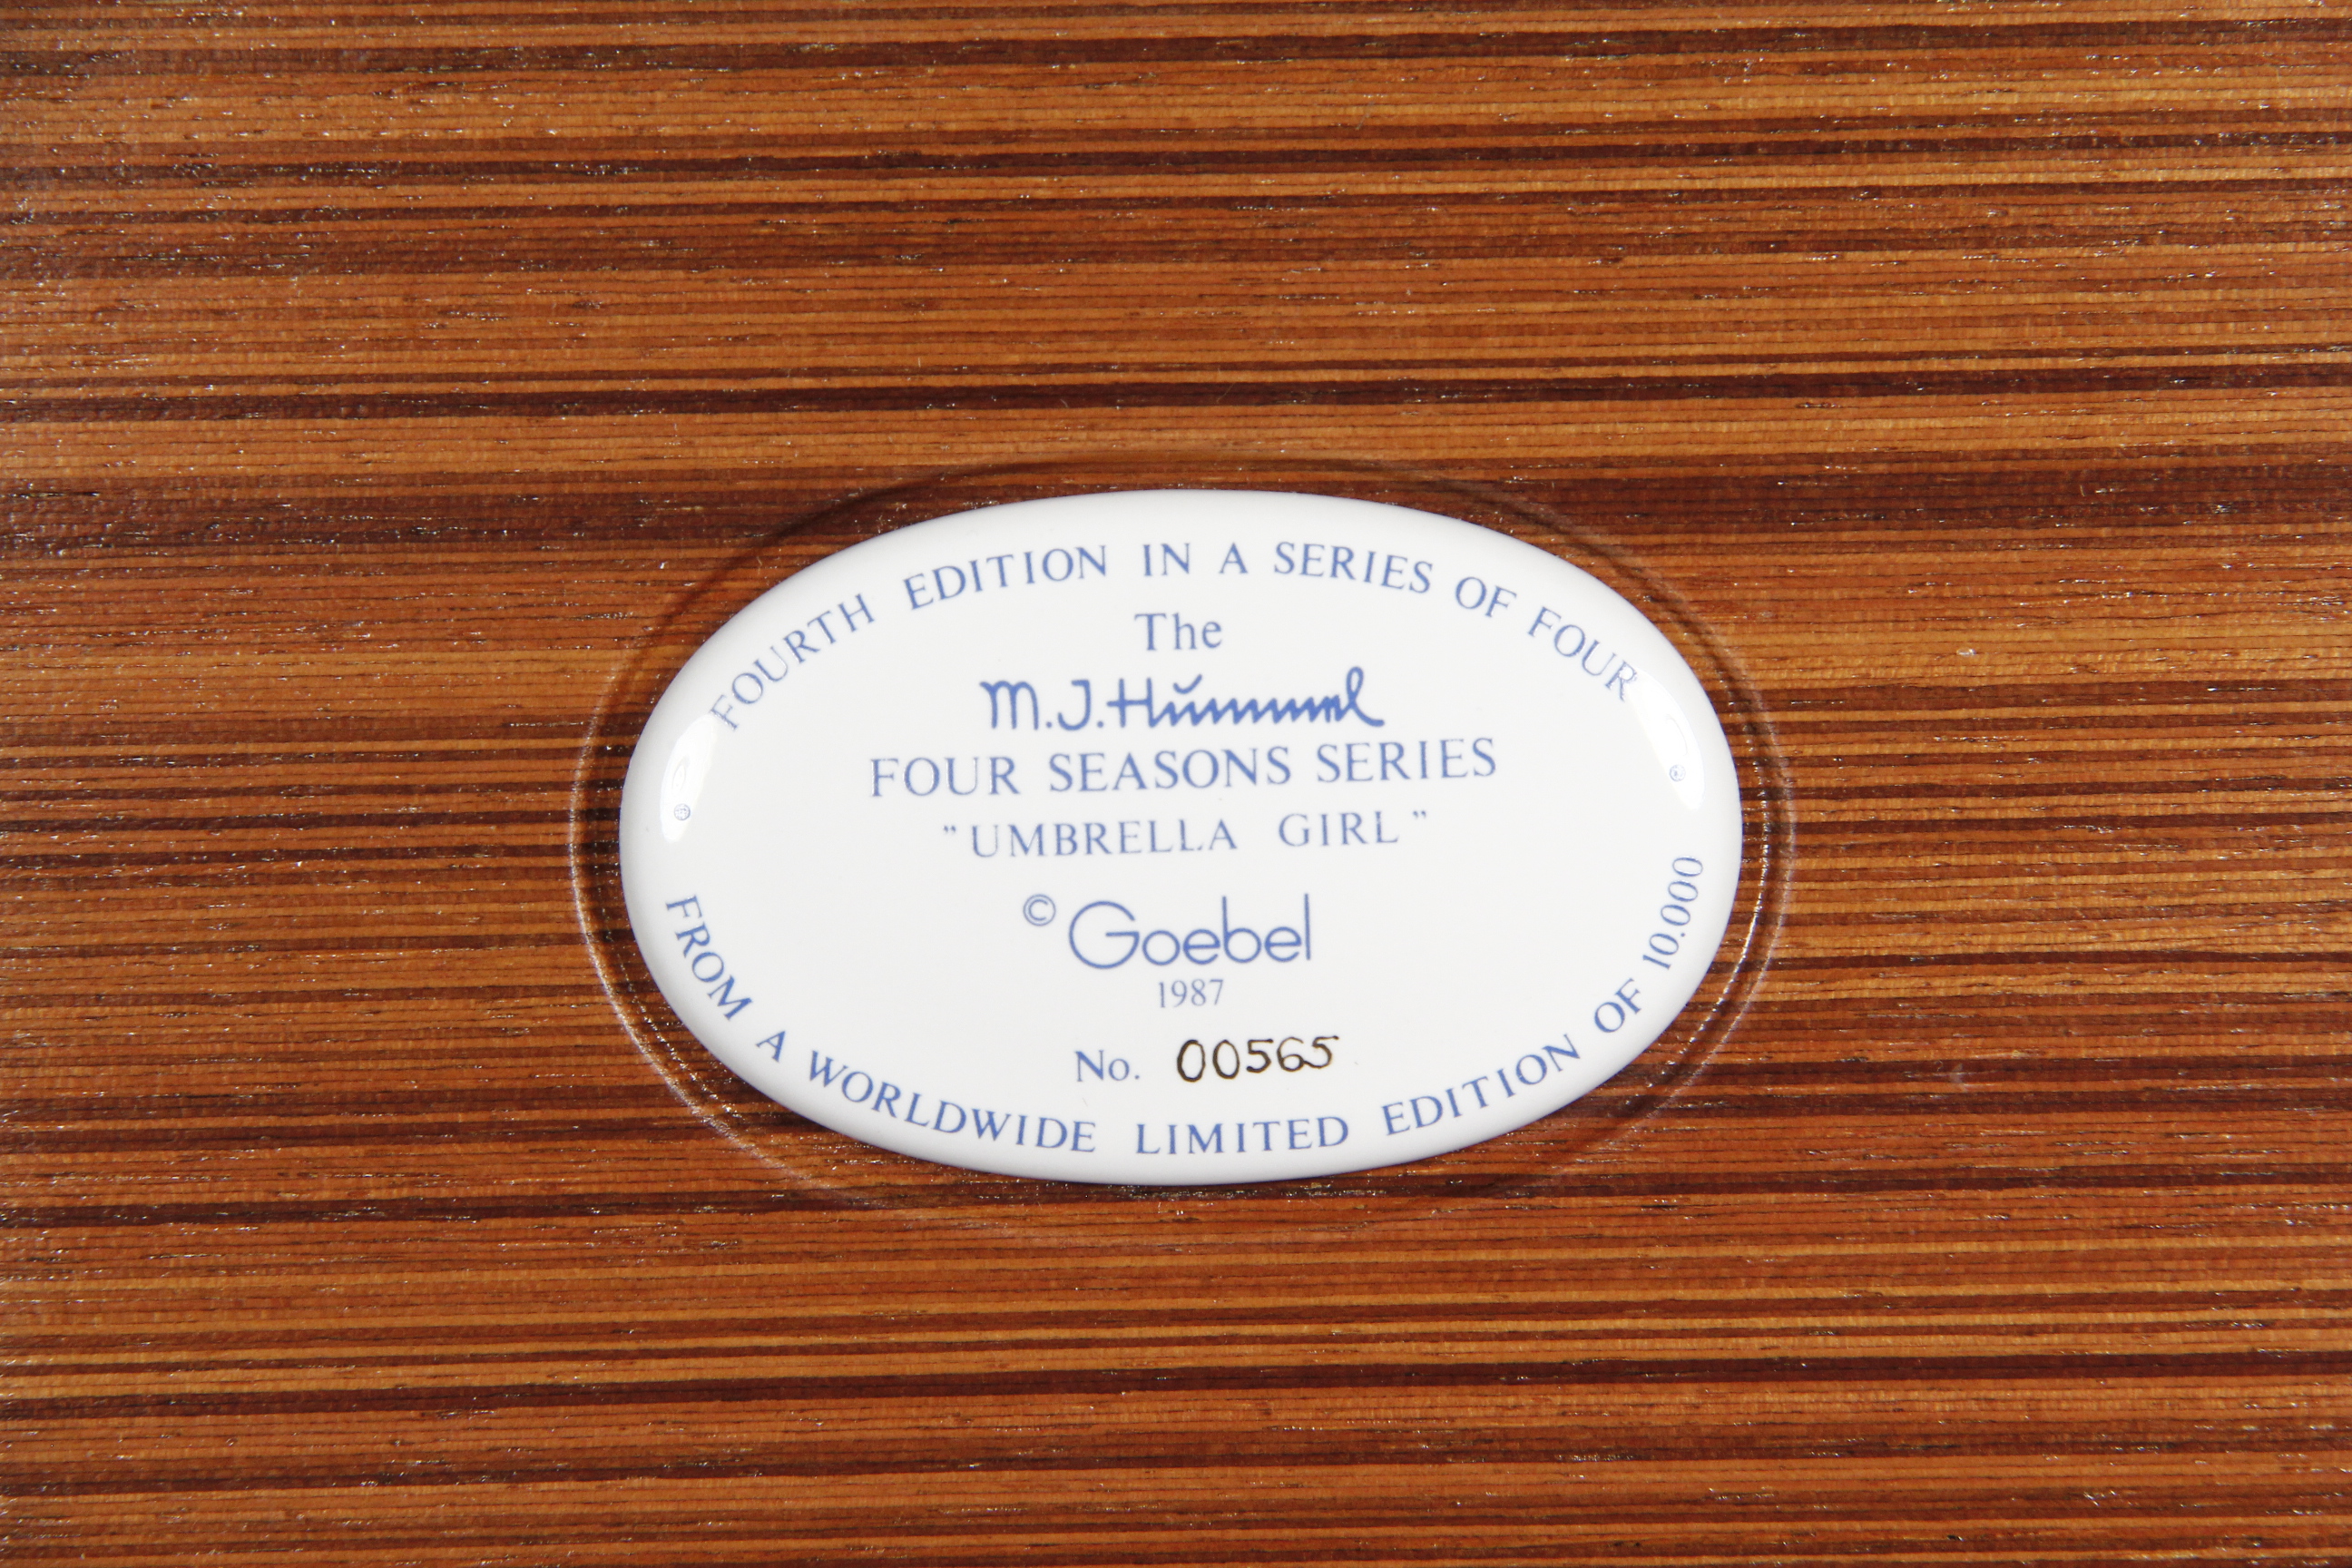 FOURTH EDITION IN A SERIES OF FOUR
The
M.J.Hummel
FOUR SEASONS SERIES
"UMBRELLA GIRL"
© Goebel
1987
No. 00565
FROM A WORLDWIDE LIMITED EDITION OF 10.000